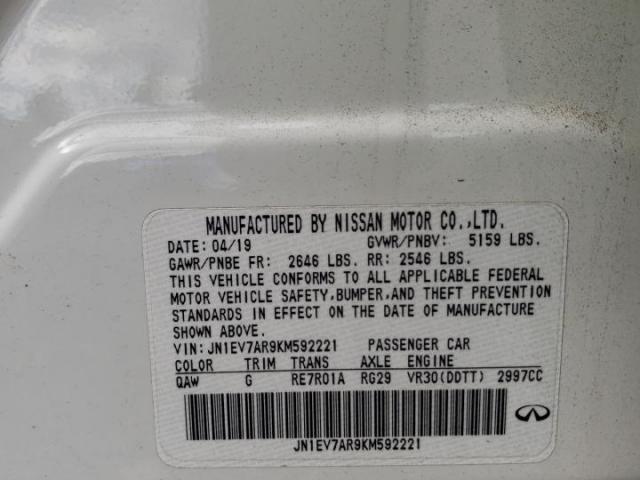 MANUFACTURED BY NISSAN MOTOR CO.,LTD.
DATE: 04/19 GVWR/PNBV: 5159 LBS.
GAWR/PNBE FR: 2646 LBS. RR: 2546 LBS.
THIS VEHICLE CONFORMS TO ALL APPLICABLE FEDERAL
MOTOR VEHICLE SAFETY,BUMPER,AND THEFT PREVENTION
STANDARDS IN EFFECT ON THE DATE OF MANUFACTURE
SHOWN ABOVE.
VIN: JN1EV7AR9KM592221 PASSENGER CAR
COLOR TRIM TRANS AXLE ENGINE
QAW G RE7R01A RG29 VR30(DDTT) 2997CC
JN1EV7AR9KM592221